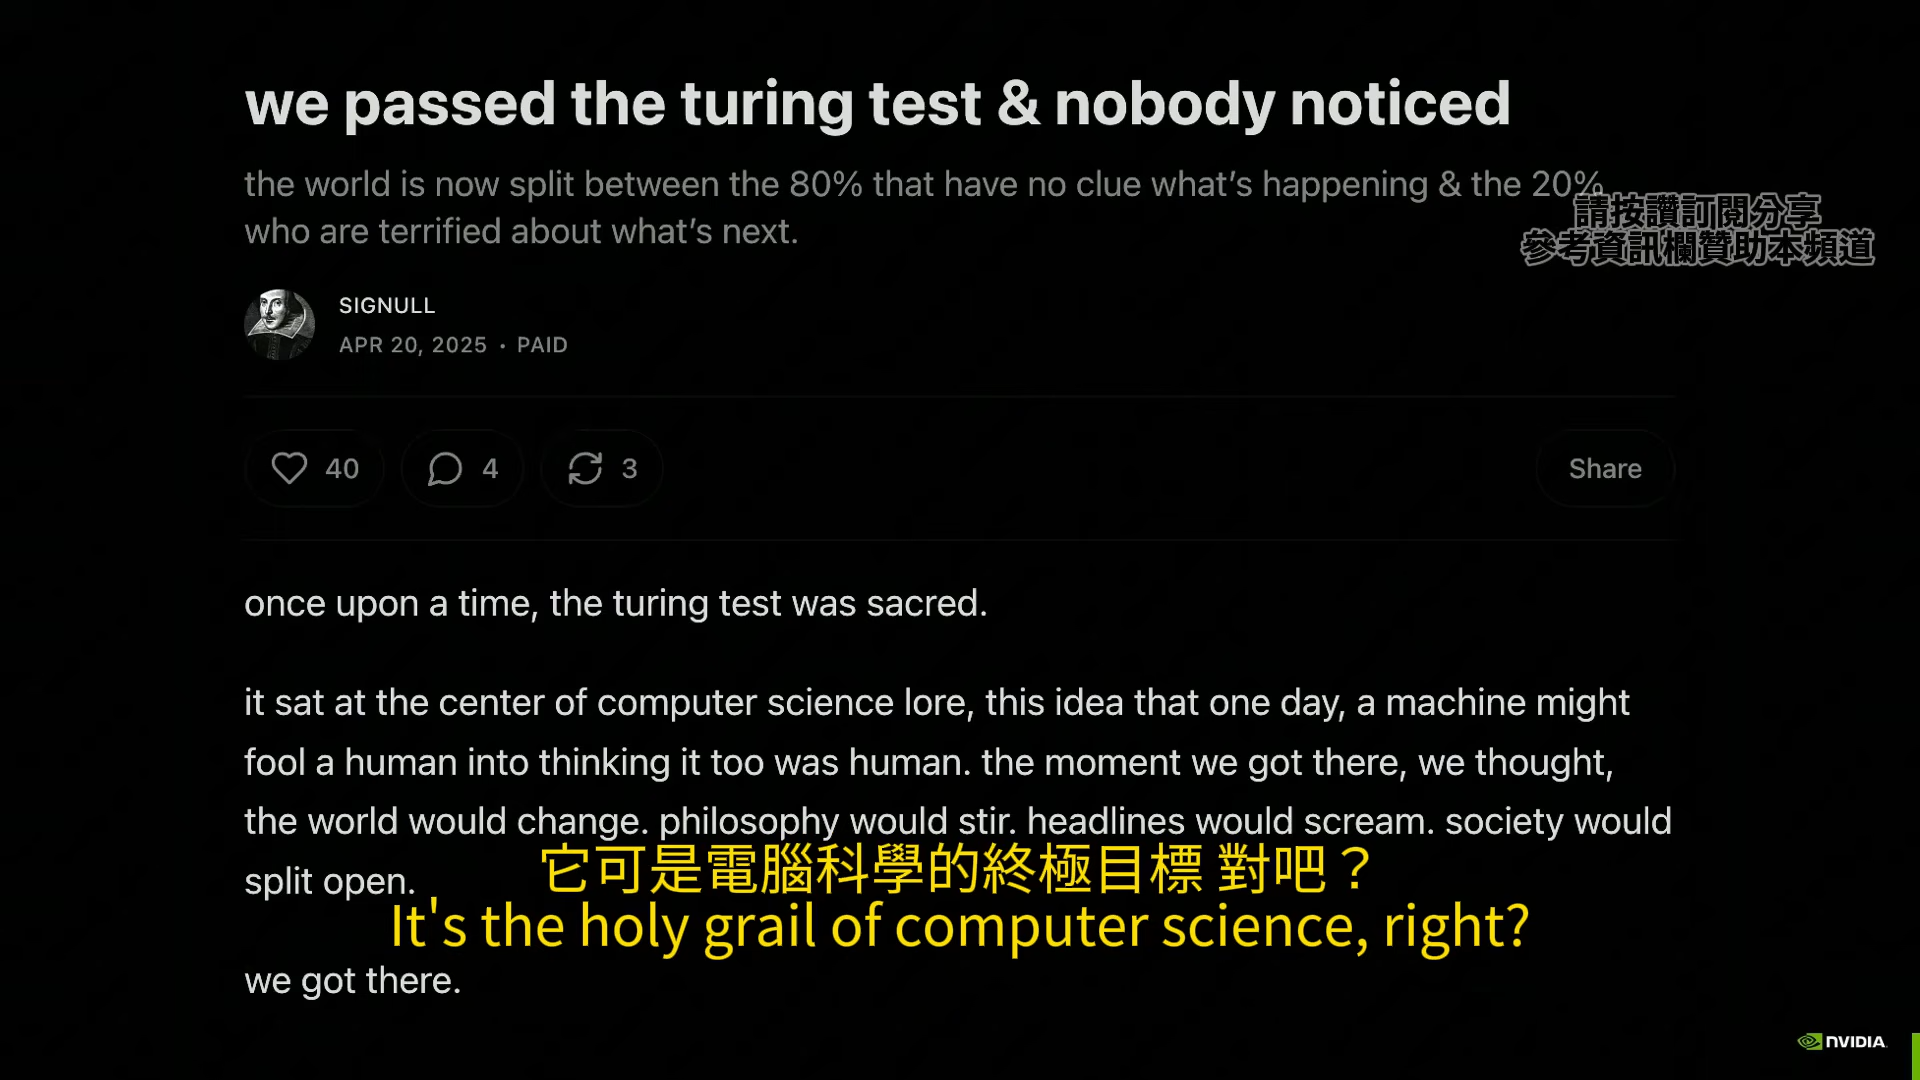 we passed the turing test & nobody noticed
the world is now split between the 80% that have no clue what’s happening & the 20%
who are terrified about what’s next.
請按讚訂閱分享
參考資訊欄贊助本頻道
SIGNULL
APR 20, 2025 • PAID
40
4
3
Share
once upon a time, the turing test was sacred.
it sat at the center of computer science lore, this idea that one day, a machine might
fool a human into thinking it too was human. the moment we got there, we thought,
the world would change. philosophy would stir. headlines would scream. society would
split open.
它可是電腦科學的終極目標 對吧？
It's the holy grail of computer science, right?
we got there.
NVIDIA